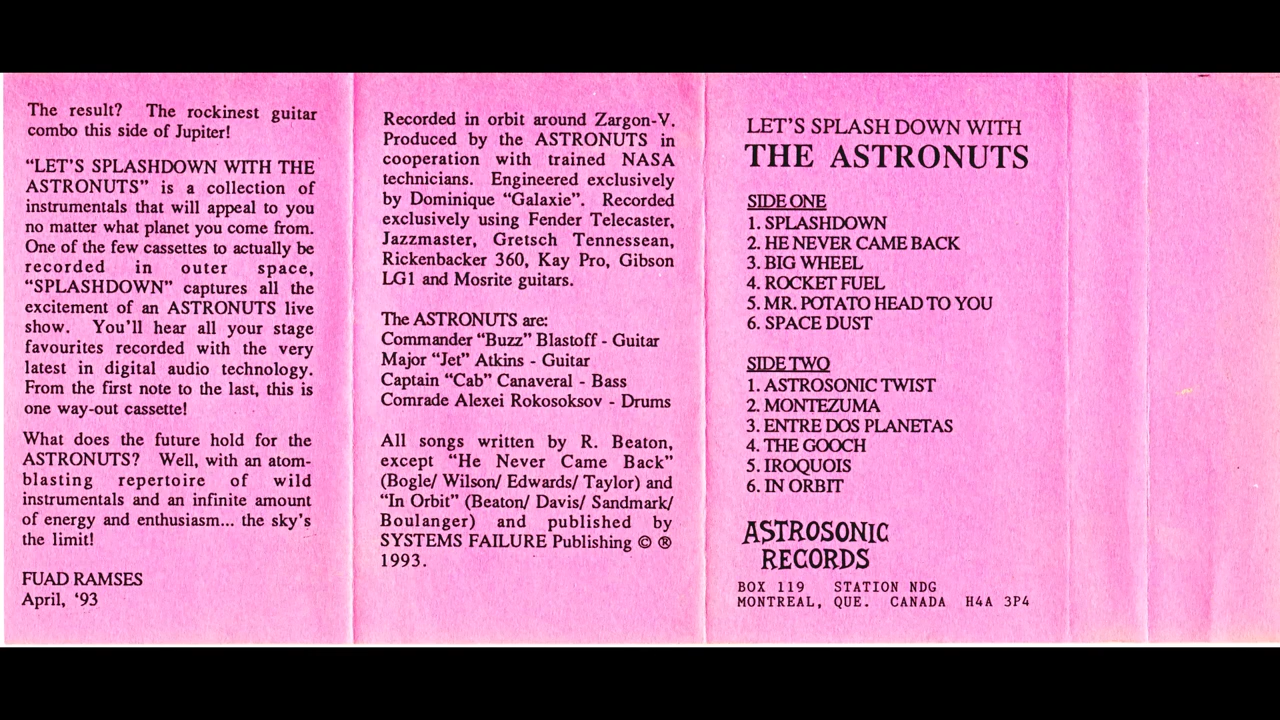 The result? The rockinest guitar
combo this side of Jupiter!
“LET’S SPLASHDOWN WITH THE
ASTRONUTS” is a collection of
instrumentals that will appeal to you
no matter what planet you come from.
One of the few cassettes to actually be
recorded in outer space,
“SPLASHDOWN” captures all the
excitement of an ASTRONUTS live
show. You’ll hear all your stage
favourites recorded with the very
latest in digital audio technology.
From the first note to the last, this is
one way-out cassette!
What does the future hold for the
ASTRONUTS? Well, with an atom-
blasting repertoire of wild
instrumentals and an infinite amount
of energy and enthusiasm... the sky’s
the limit!
FUAD RAMSES
April, ‘93
Recorded in orbit around Zargon-V.
Produced by the ASTRONUTS in
cooperation with trained NASA
technicians. Engineered exclusively
by Dominique “Galaxie”. Recorded
exclusively using Fender Telecaster,
Jazzmaster, Gretsch Tennessean,
Rickenbacker 360, Kay Pro, Gibson
LG1 and Mosrite guitars.
The ASTRONUTS are:
Commander “Buzz” Blastoff - Guitar
Major “Jet” Atkins - Guitar
Captain “Cab” Canaveral - Bass
Comrade Alexei Rokosoksov - Drums
All songs written by R. Beaton,
except “He Never Came Back”
(Bogle/ Wilson/ Edwards/ Taylor) and
“In Orbit” (Beaton/ Davis/ Sandmark/
Boulanger) and published by
SYSTEMS FAILURE Publishing © ®
1993.
LET’S SPLASH DOWN WITH
THE ASTRONUTS
SIDE ONE
1. SPLASHDOWN
2. HE NEVER CAME BACK
3. BIG WHEEL
4. ROCKET FUEL
5. MR. POTATO HEAD TO YOU
6. SPACE DUST
SIDE TWO
1. ASTROSONIC TWIST
2. MONTEZUMA
3. ENTRE DOS PLANETAS
4. THE GOOCH
5. IROQUOIS
6. IN ORBIT
ASTROSONIC
RECORDS
BOX 119 STATION NDG
MONTREAL, QUE. CANADA H4A 3P4